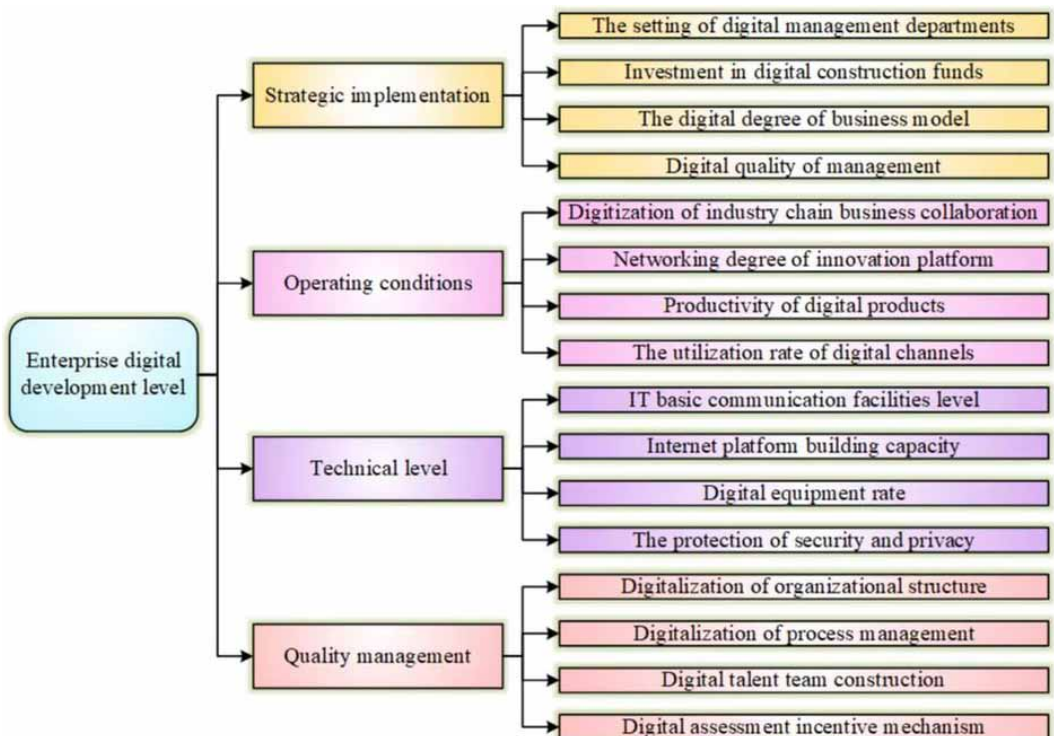 Enterprise digital
development level
Strategic implementation
The setting of digital management departments
Investment in digital construction funds
The digital degree of business model
Digital quality of management
Operating conditions
Digitization of industry chain business collaboration
Networking degree of innovation platform
Productivity of digital products
The utilization rate of digital channels
Technical level
IT basic communication facilities level
Internet platform building capacity
Digital equipment rate
The protection of security and privacy
Quality management
Digitalization of organizational structure
Digitalization of process management
Digital talent team construction
Digital assessment incentive mechanism